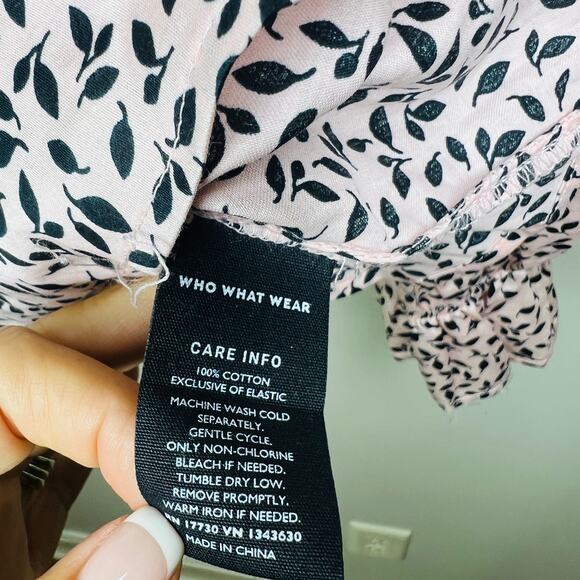 WHO WHAT WEAR
CARE INFO
100% COTTON
EXCLUSIVE OF ELASTIC
MACHINE WASH COLD
SEPARATELY.
GENTLE CYCLE.
ONLY NON-CHLORINE
BLEACH IF NEEDED.
TUMBLE DRY LOW.
REMOVE PROMPTLY.
WARM IRON IF NEEDED.
RN 17730 VN 1343630
MADE IN CHINA